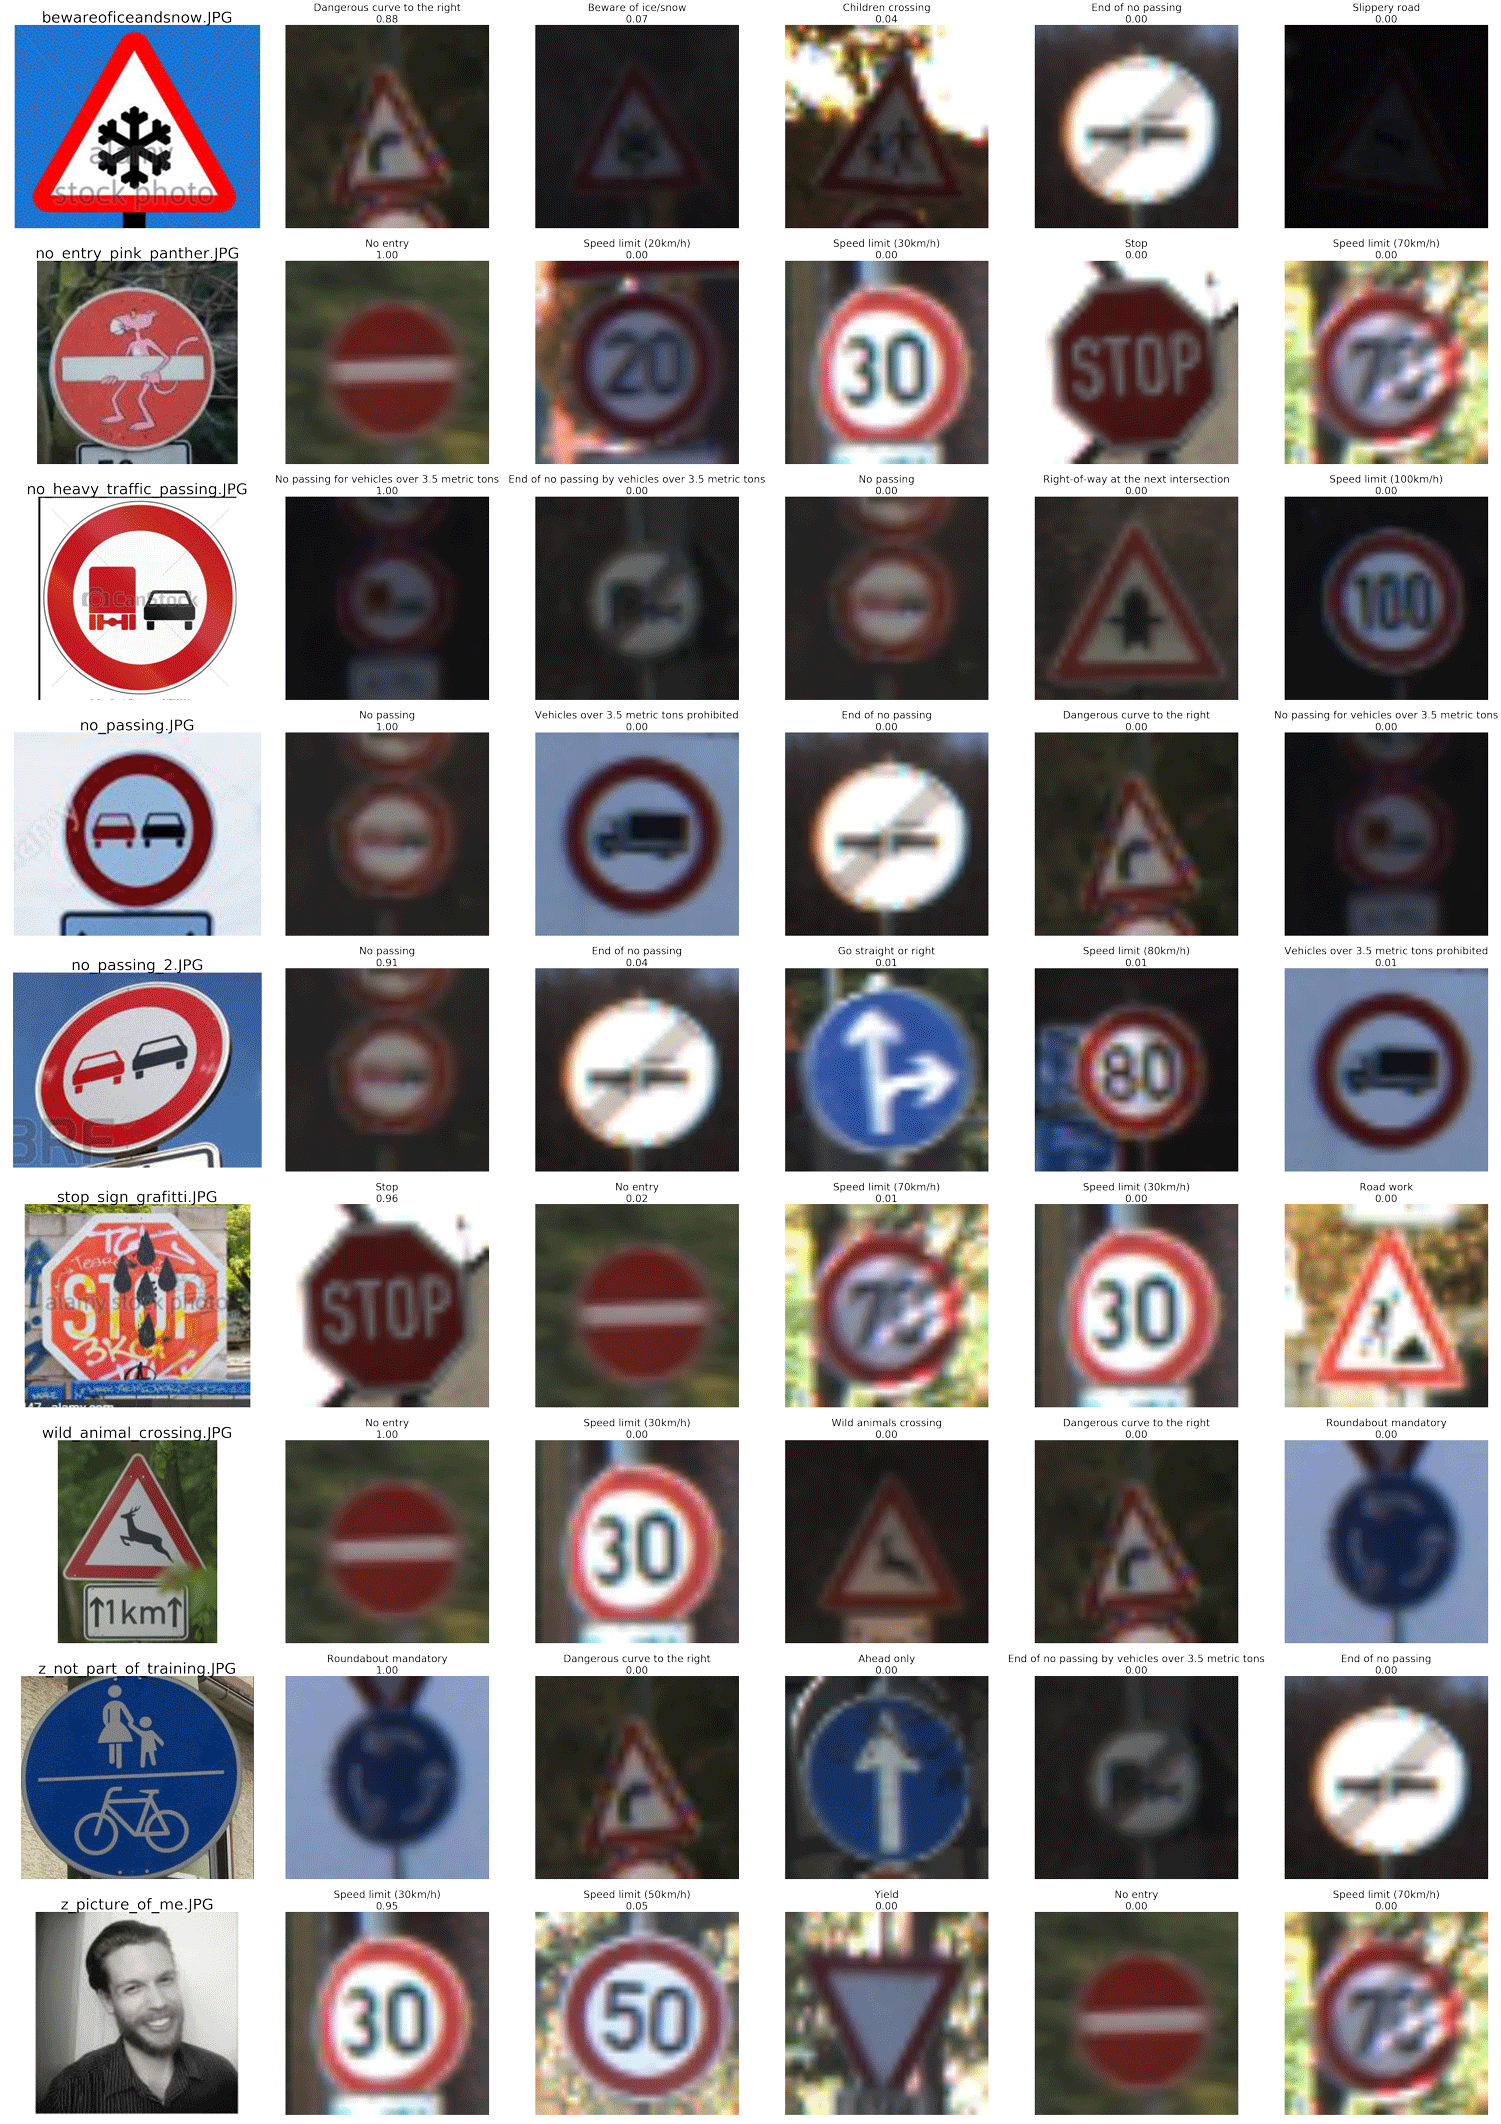 bewareoficeandsnow.JPG
Dangerous curve to the right
0.88
Beware of ice/snow
0.07
Children crossing
0.04
End of no passing
0.00
Slippery road
0.00
alamy
stock photo
no_entry_pink_panther.JPG
No entry
1.00
Speed limit (20km/h)
0.00
Speed limit (30km/h)
0.00
Stop
0.00
Speed limit (70km/h)
0.00
20
30
STOP
70
no_heavy_traffic_passing.JPG
No passing for vehicles over 3.5 metric tons
1.00
End of no passing by vehicles over 3.5 metric tons
0.00
No passing
0.00
Right-of-way at the next intersection
0.00
Speed limit (100km/h)
0.00
CanStock
100
no_passing.JPG
No passing
1.00
Vehicles over 3.5 metric tons prohibited
0.00
End of no passing
0.00
Dangerous curve to the right
0.00
No passing for vehicles over 3.5 metric tons
0.00
alamy
no_passing_2.JPG
No passing
0.91
End of no passing
0.04
Go straight or right
0.01
Speed limit (80km/h)
0.01
Vehicles over 3.5 metric tons prohibited
0.01
80
BRF
stop_sign_grafitti.JPG
Stop
0.96
No entry
0.02
Speed limit (70km/h)
0.01
Speed limit (30km/h)
0.00
Road work
0.00
STOP
alamy stock photo
3K
STOP
70
30
wild_animal_crossing.JPG
No entry
1.00
Speed limit (30km/h)
0.00
Wild animals crossing
0.00
Dangerous curve to the right
0.00
Roundabout mandatory
0.00
1km
30
z_not_part_of_training.JPG
Roundabout mandatory
1.00
Dangerous curve to the right
0.00
Ahead only
0.00
End of no passing by vehicles over 3.5 metric tons
0.00
End of no passing
0.00
z_picture_of_me.JPG
Speed limit (30km/h)
0.95
Speed limit (50km/h)
0.05
Yield
0.00
No entry
0.00
Speed limit (70km/h)
0.00
30
50
70